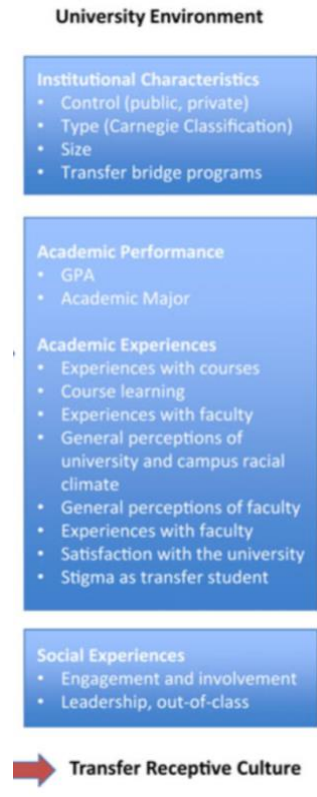 University Environment
Institutional Characteristics
• Control (public, private)
• Type (Carnegie Classification)
• Size
• Transfer bridge programs
Academic Performance
• GPA
• Academic Major
Academic Experiences
• Experiences with courses
• Course learning
• Experiences with faculty
• General perceptions of
university and campus racial
climate
• General perceptions of faculty
• Experiences with faculty
• Satisfaction with the university
• Stigma as transfer student
Social Experiences
• Engagement and involvement
• Leadership, out-of-class
Transfer Receptive Culture